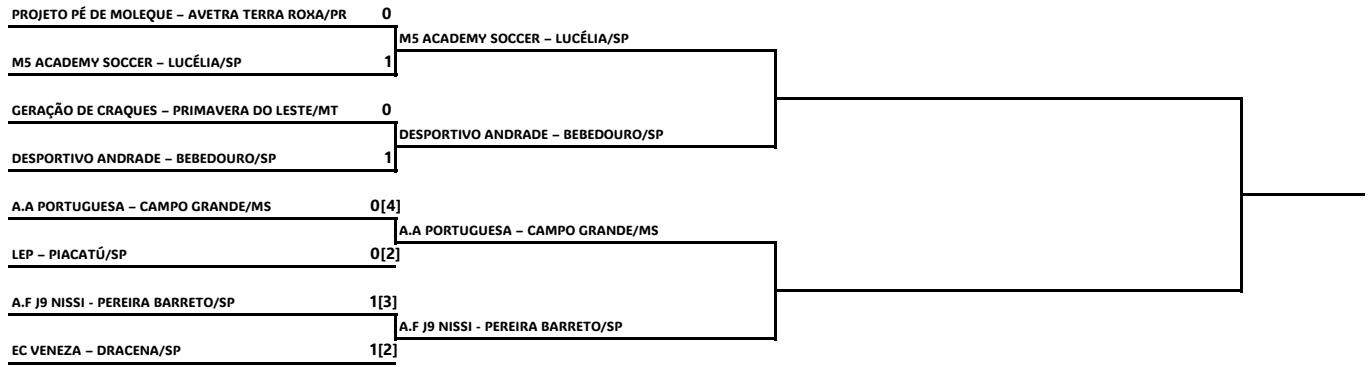 PROJETO PÉ DE MOLEQUE – AVETRA TERRA ROXA/PR 0
M5 ACADEMY SOCCER – LUCÉLIA/SP
M5 ACADEMY SOCCER – LUCÉLIA/SP 1
GERAÇÃO DE CRAQUES – PRIMAVERA DO LESTE/MT 0
DESPORTIVO ANDRADE – BEBEDOURO/SP
DESPORTIVO ANDRADE – BEBEDOURO/SP 1
A.A PORTUGUESA – CAMPO GRANDE/MS 0[4]
A.A PORTUGUESA – CAMPO GRANDE/MS
LEP – PIACATÚ/SP 0[2]
A.F J9 NISSI - PEREIRA BARRETO/SP 1[3]
A.F J9 NISSI - PEREIRA BARRETO/SP
EC VENEZA – DRACENA/SP 1[2]